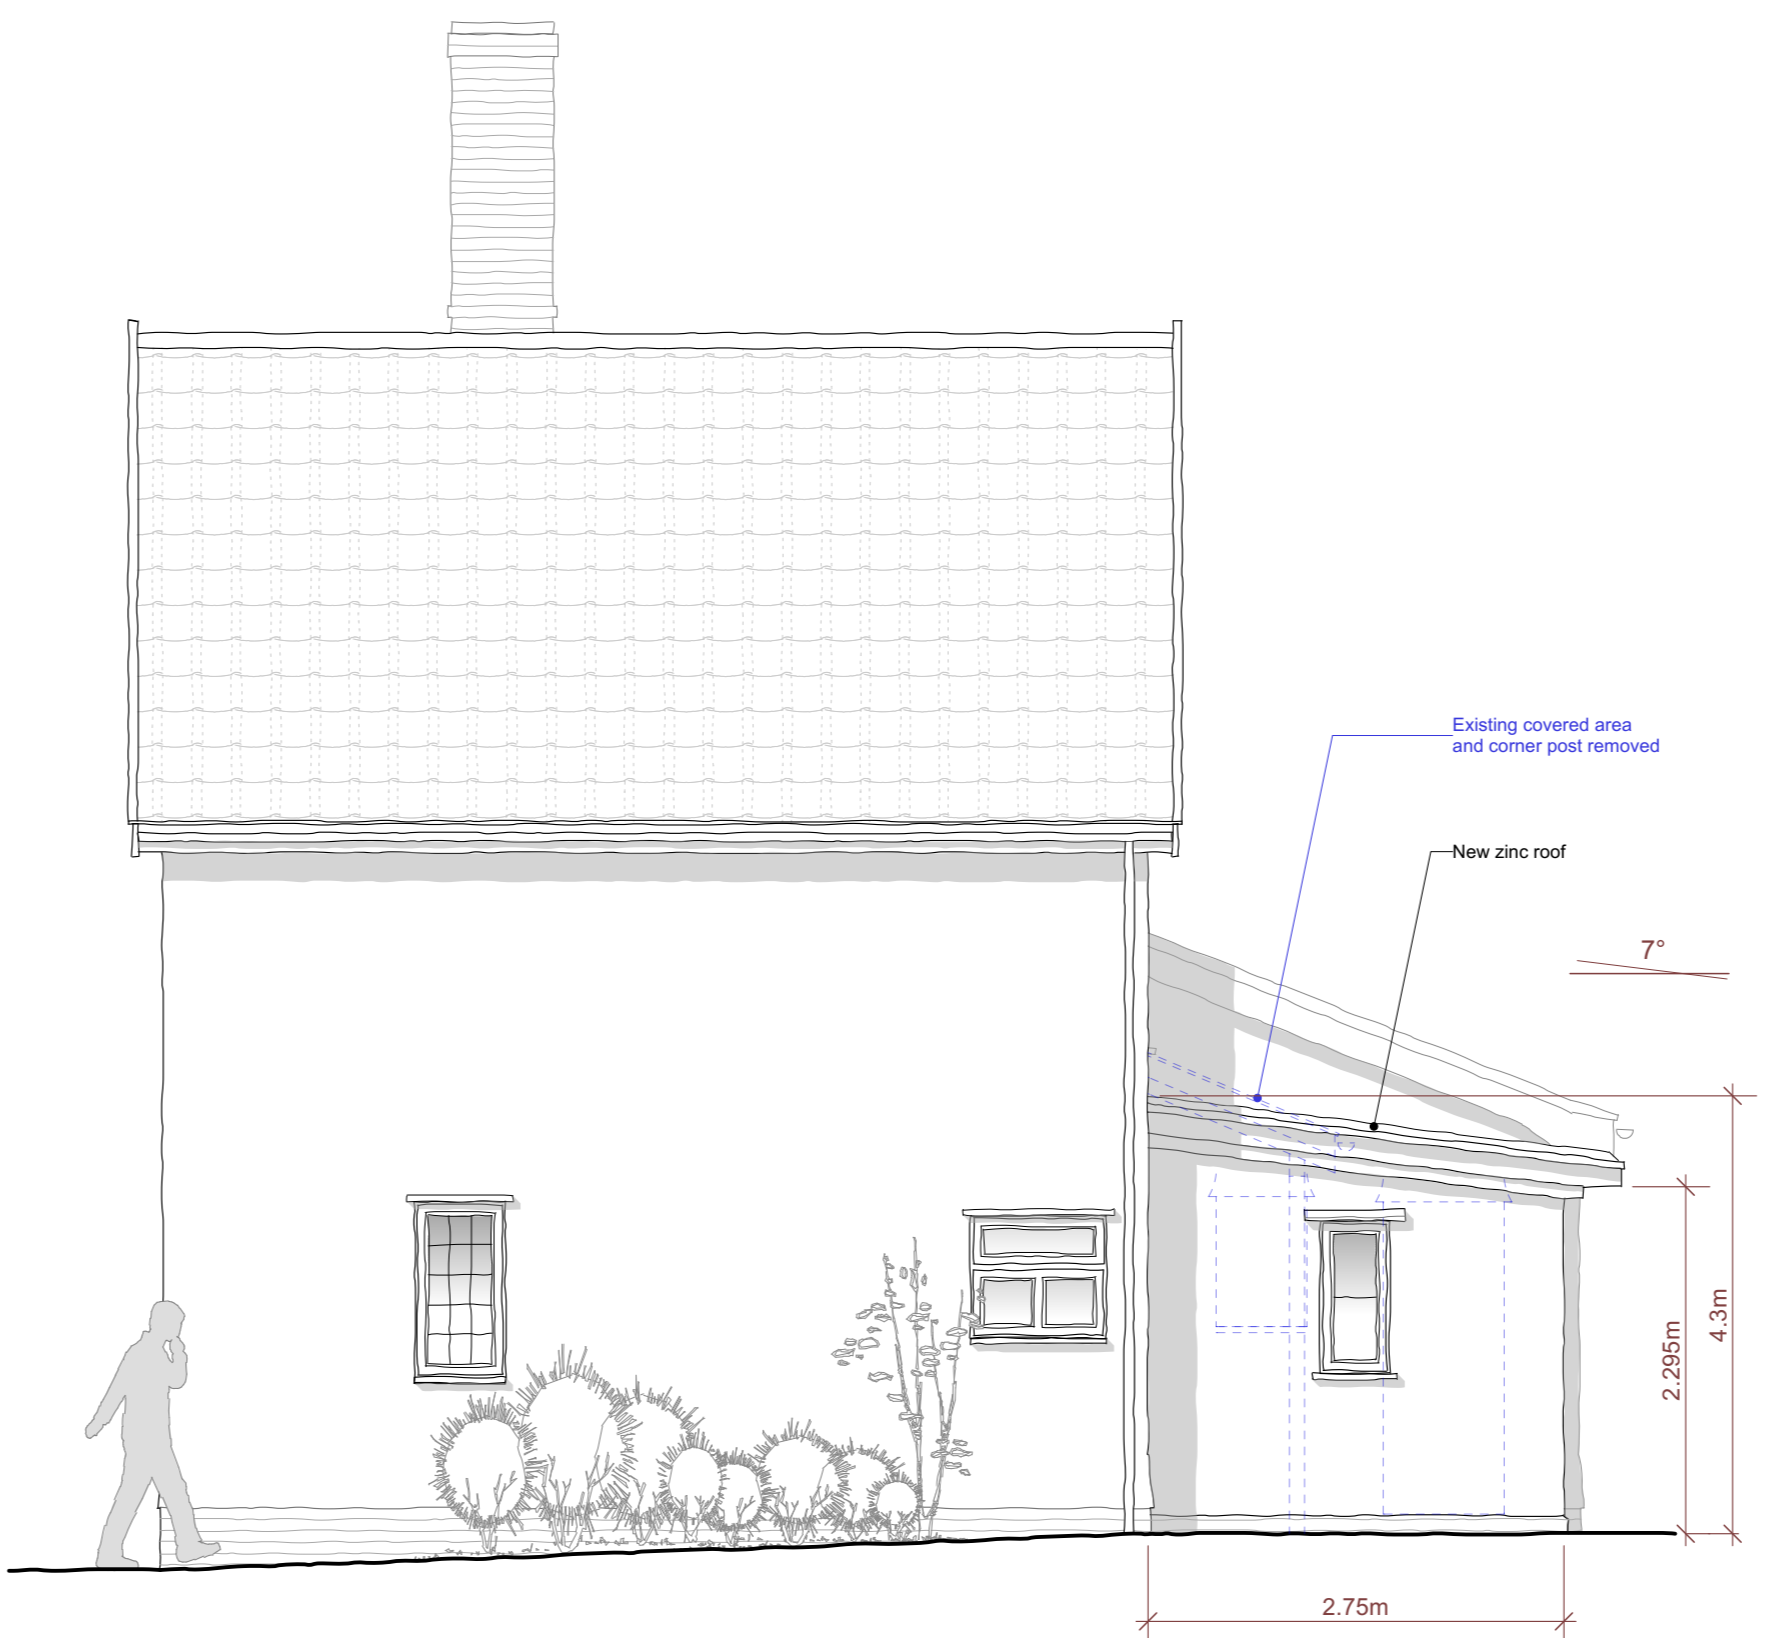 Existing covered area
and corner post removed
New zinc roof
7°
4.3m
2.295m
2.75m